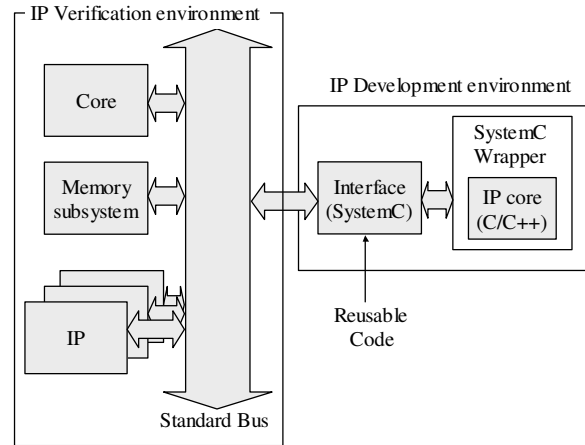 IP Verification environment
Core
Memory
subsystem
IP
Standard Bus
IP Development environment
Interface
(SystemC)
SystemC
Wrapper
IP core
(C/C++)
Reusable
Code